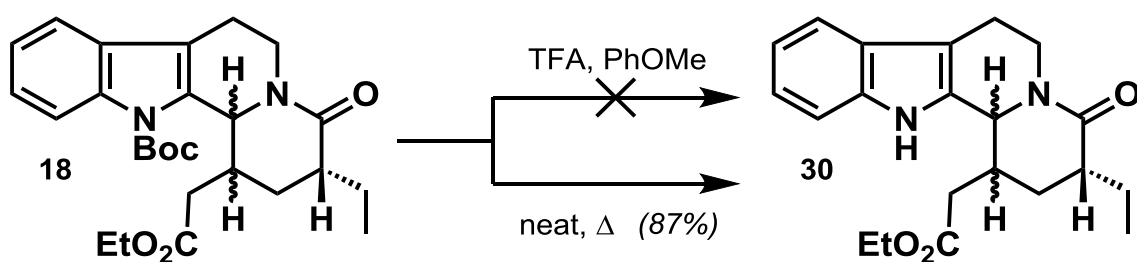 H
N
O
N
Boc
18
H
H
EtO₂C
TFA, PhOMe
neat, Δ (87%)
H
N
O
N
H
30
H
H
EtO₂C